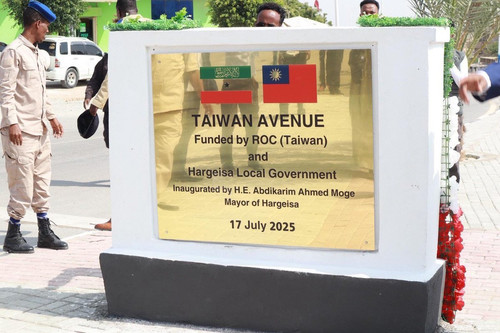 TAIWAN AVENUE
Funded by ROC (Taiwan)
and
Hargeisa Local Government
Inaugurated by H.E. Abdikarim Ahmed Moge
Mayor of Hargeisa
17 July 2025